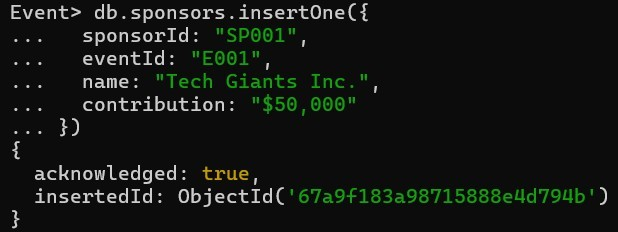 Event> db.sponsors.insertOne({
...   sponsorId: "SP001",
...   eventId: "E001",
...   name: "Tech Giants Inc.",
...   contribution: "$50,000"
... })
{
  acknowledged: true,
  insertedId: ObjectId('67a9f183a98715888e4d794b')
}